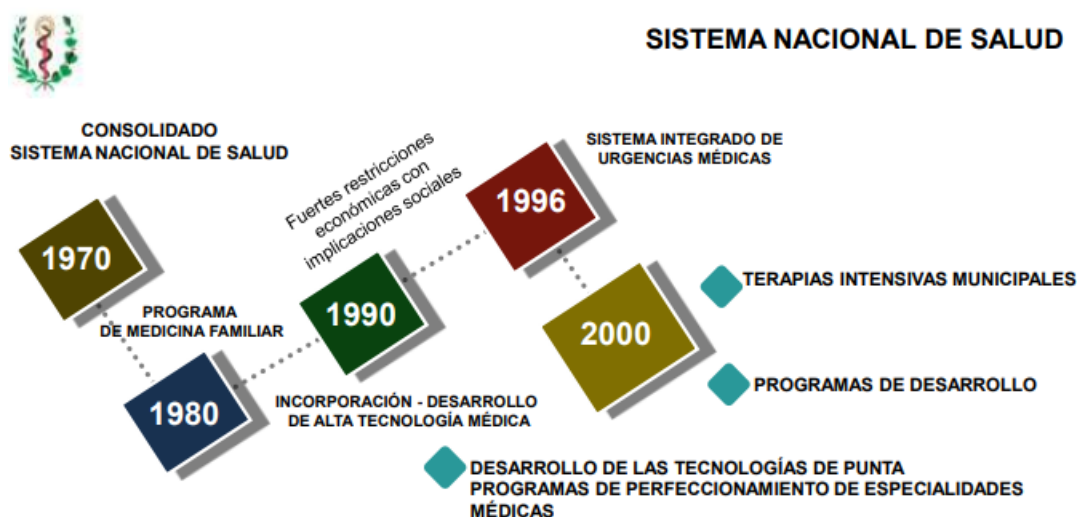 SISTEMA NACIONAL DE SALUD
CONSOLIDADO
SISTEMA NACIONAL DE SALUD
1970
PROGRAMA
DE MEDICINA FAMILIAR
1980
Fuertes restricciones
económicas con
implicaciones sociales
1990
INCORPORACIÓN - DESARROLLO
DE ALTA TECNOLOGÍA MÉDICA
1996
SISTEMA INTEGRADO DE
URGENCIAS MÉDICAS
2000
TERAPIAS INTENSIVAS MUNICIPALES
PROGRAMAS DE DESARROLLO
DESARROLLO DE LAS TECNOLOGÍAS DE PUNTA
PROGRAMAS DE PERFECCIONAMIENTO DE ESPECIALIDADES
MÉDICAS